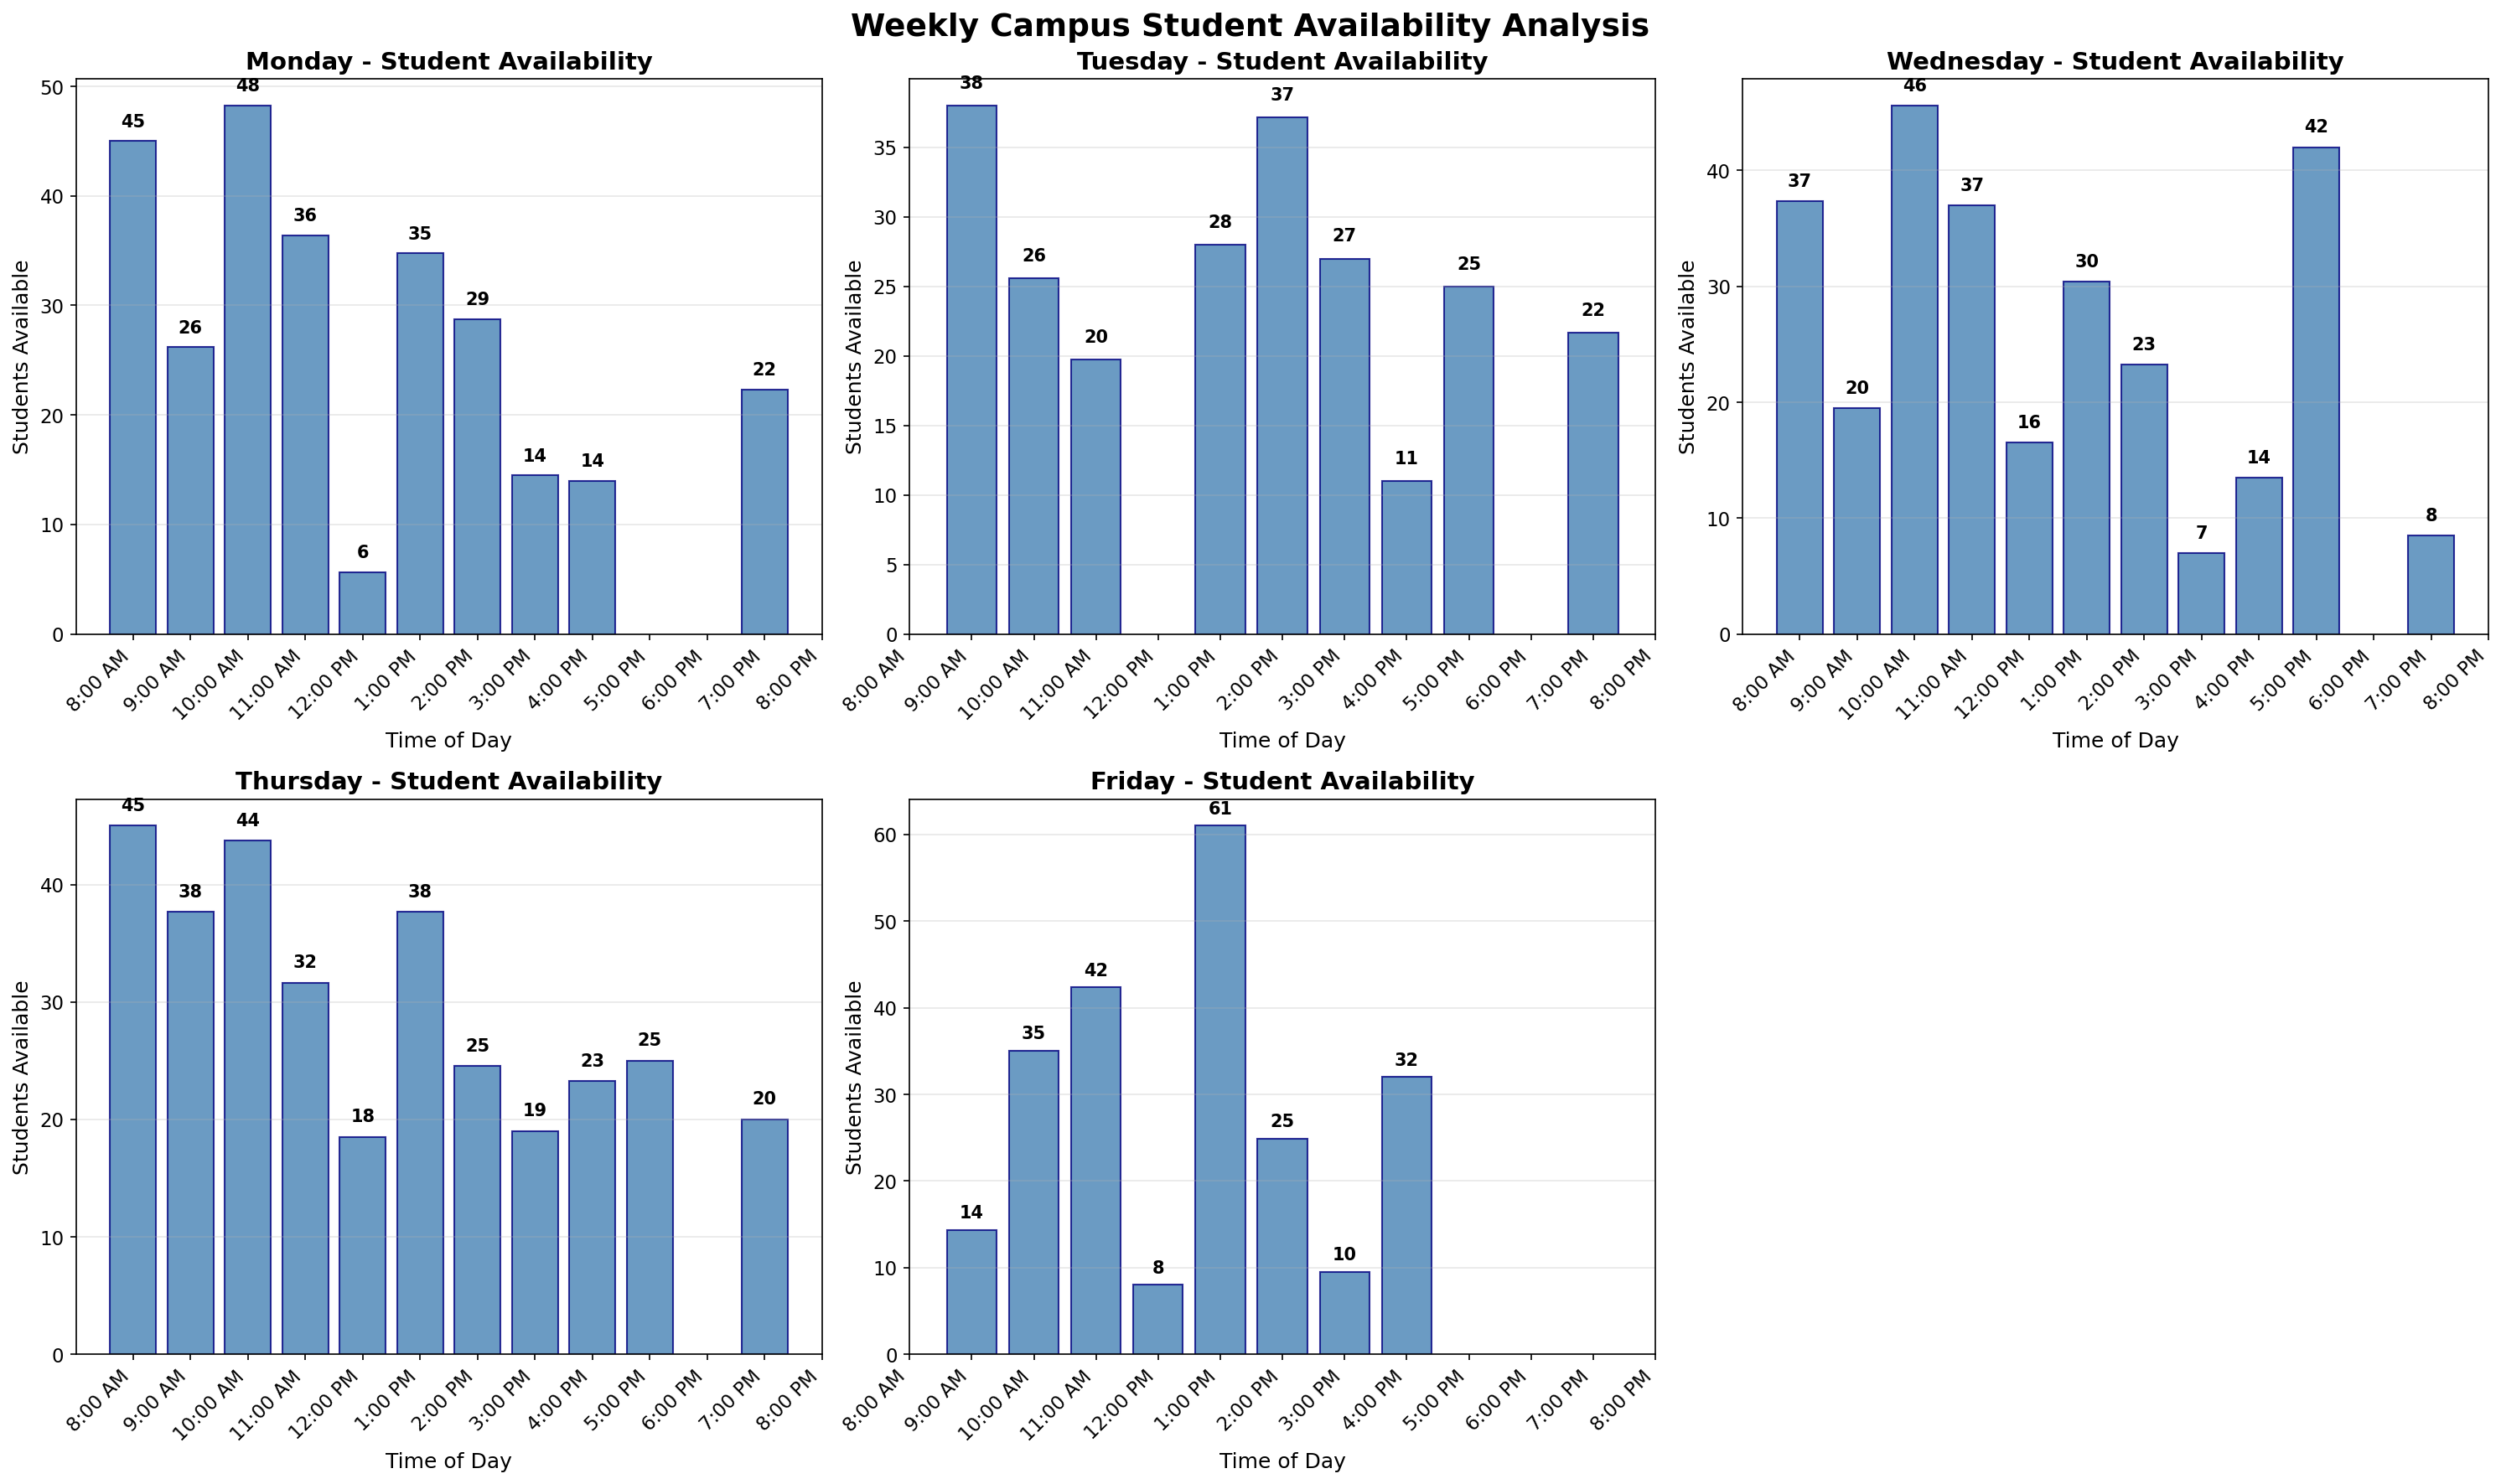 Weekly Campus Student Availability Analysis
Monday - Student Availability
Students Available
50
40
30
20
10
0
45
26
48
36
6
35
29
14
14
22
8:00 AM
9:00 AM
10:00 AM
11:00 AM
12:00 PM
1:00 PM
2:00 PM
3:00 PM
4:00 PM
5:00 PM
6:00 PM
7:00 PM
8:00 PM
Time of Day
Tuesday - Student Availability
Students Available
35
30
25
20
15
10
5
0
38
26
20
28
37
27
11
25
22
8:00 AM
9:00 AM
10:00 AM
11:00 AM
12:00 PM
1:00 PM
2:00 PM
3:00 PM
4:00 PM
5:00 PM
6:00 PM
7:00 PM
8:00 PM
Time of Day
Wednesday - Student Availability
Students Available
40
30
20
10
0
37
20
46
37
16
30
23
7
14
42
8
8:00 AM
9:00 AM
10:00 AM
11:00 AM
12:00 PM
1:00 PM
2:00 PM
3:00 PM
4:00 PM
5:00 PM
6:00 PM
7:00 PM
8:00 PM
Time of Day
Thursday - Student Availability
Students Available
40
30
20
10
0
45
38
44
32
18
38
25
19
23
25
20
8:00 AM
9:00 AM
10:00 AM
11:00 AM
12:00 PM
1:00 PM
2:00 PM
3:00 PM
4:00 PM
5:00 PM
6:00 PM
7:00 PM
8:00 PM
Time of Day
Friday - Student Availability
Students Available
60
50
40
30
20
10
0
14
35
42
8
61
25
10
32
8:00 AM
9:00 AM
10:00 AM
11:00 AM
12:00 PM
1:00 PM
2:00 PM
3:00 PM
4:00 PM
5:00 PM
6:00 PM
7:00 PM
8:00 PM
Time of Day